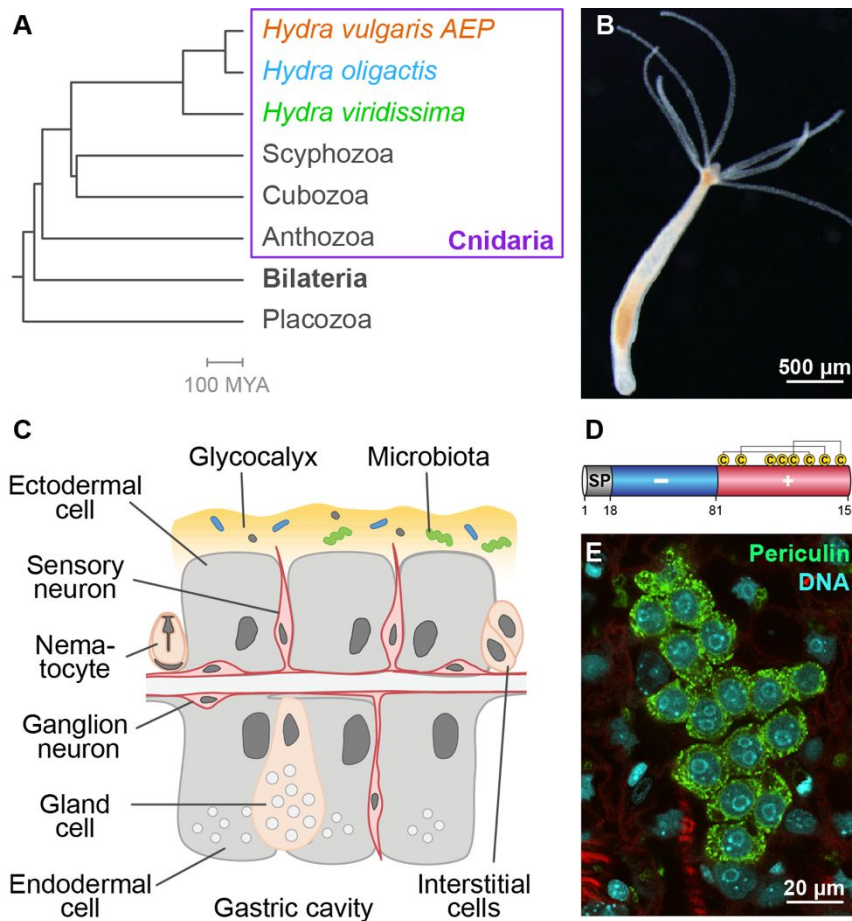 A
Hydra vulgaris AEP
Hydra oligactis
Hydra viridissima
Scyphozoa
Cubozoa
Anthozoa
Cnidaria
Bilateria
Placozoa
100 MYA
B
500 µm
C
Glycocalyx
Microbiota
Ectodermal
cell
Sensory
neuron
Nema-
tocyte
Ganglion
neuron
Gland
cell
Endodermal
cell
Gastric cavity
Interstitial
cells
D
C C C C C C C C
SP − +
1 18 81 15
E
Periculin
DNA
20 µm